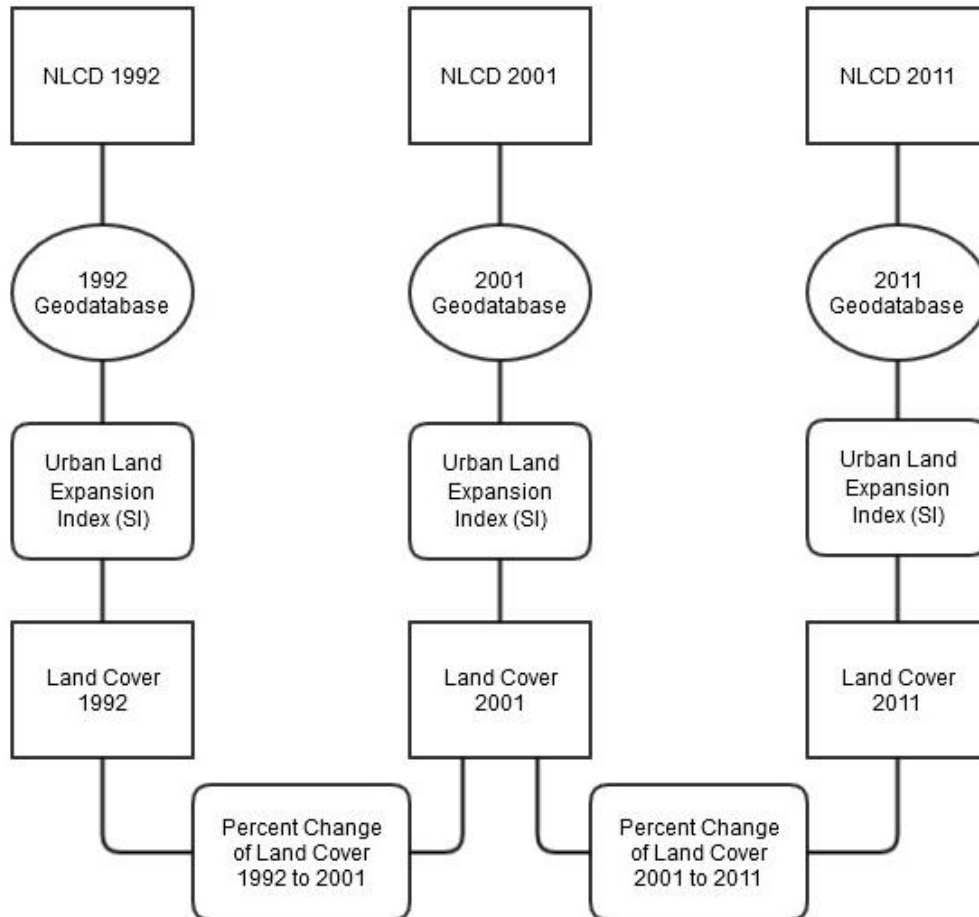 NLCD 1992
NLCD 2001
NLCD 2011
1992
Geodatabase
2001
Geodatabase
2011
Geodatabase
Urban Land
Expansion
Index (SI)
Urban Land
Expansion
Index (SI)
Urban Land
Expansion
Index (SI)
Land Cover
1992
Land Cover
2001
Land Cover
2011
Percent Change
of Land Cover
1992 to 2001
Percent Change
of Land Cover
2001 to 2011